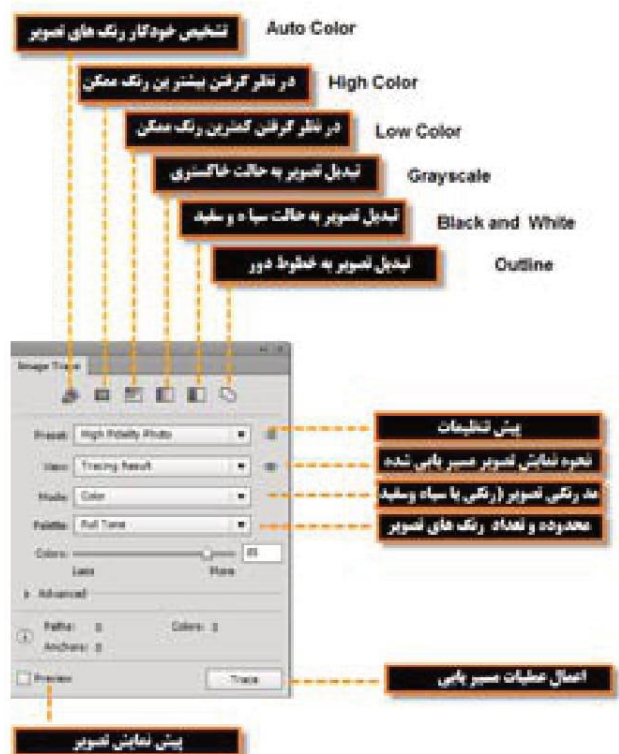 تشخیص خودکار رنگ های تصویر
Auto Color
در نظر گرفتن بیشترین رنگ ممکن
High Color
در نظر گرفتن کمترین رنگ ممکن
Low Color
تبدیل تصویر به حالت خاکستری
Grayscale
تبدیل تصویر به حالت سیاه و سفید
Black and White
تبدیل تصویر به خطوط دور
Outline
Image Trace
Preset: High Fidelity Photo
پیش تنظیمات
View: Tracing Result
نحوه نمایش تصویر مسیر یابی شده
Mode: Color
مد رنگی تصویر (رنگی یا سیاه وسفید
Palette: Full Tone
محدوده و تعداد رنگ های تصویر
Colors: 85
Less More
Advanced
Paths: 0 Colors: 0
Anchors: 0
Preview Trace
اعمال عملیات مسیر یابی
پیش نمایش تصویر